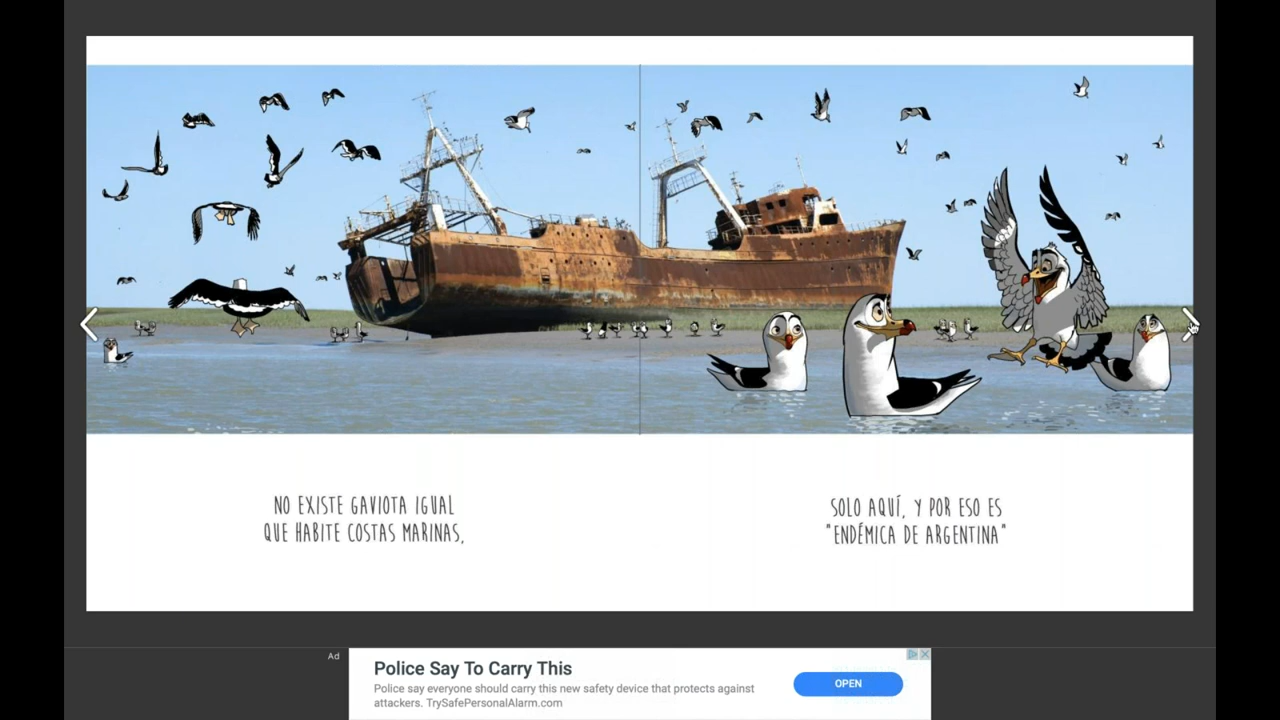 NO EXISTE GAVIOTA IGUAL
QUE HABITE COSTAS MARINAS,
SOLO AQUÍ, Y POR ESO ES
"ENDÉMICA DE ARGENTINA"
Ad
Police Say To Carry This
Police say everyone should carry this new safety device that protects against
attackers. TrySafePersonalAlarm.com
OPEN